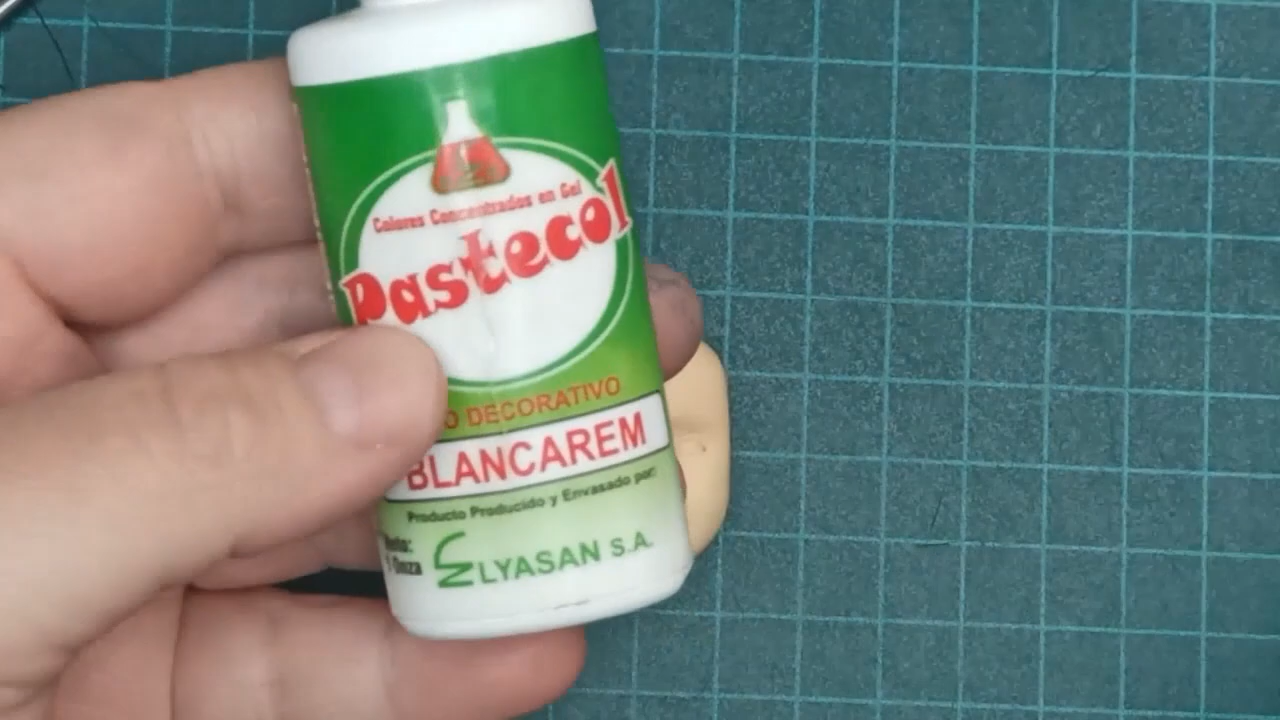 Colores Concentrados en Gel
Pastecol
O DECORATIVO
BLANCAREM
Producto Producido y Envasado por:
ELYASAN S.A.
Onza